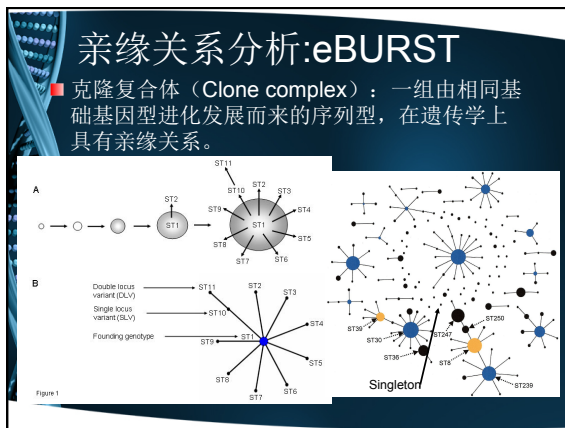 亲缘关系分析:eBURST
克隆复合体（Clone complex）：一组由相同基
础基因型进化发展而来的序列型，在遗传学上
具有亲缘关系。
A
ST11
ST10
ST2
ST3
ST2
ST9
ST4
ST1
ST1
ST8
ST5
ST7
ST6
B
Double locus
variant (DLV)
ST11
ST2
ST3
Single locus
variant (SLV)
ST10
ST4
Founding genotype
ST1
ST9
ST5
ST8
ST6
ST7
Figure 1
ST39
ST30
ST36
ST247
ST250
ST8
ST239
Singleton